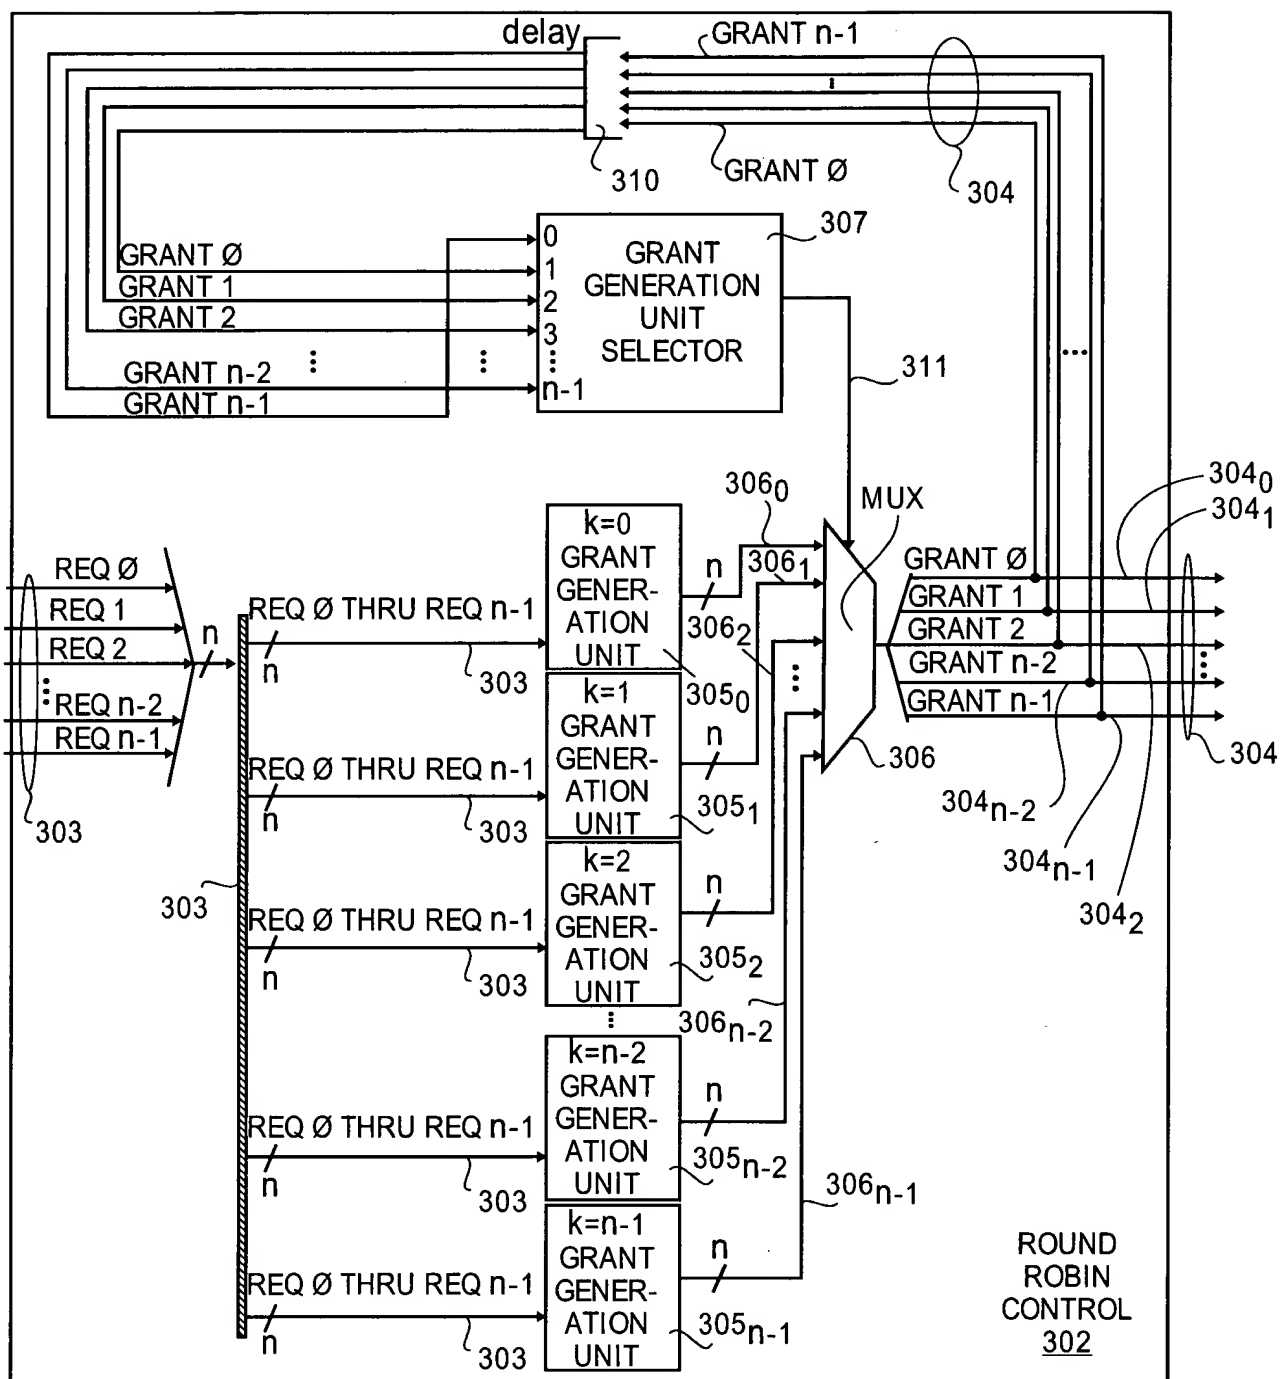 delay
GRANT n-1
GRANT Ø
310
304
307
GRANT GENERATION UNIT SELECTOR
0
1
2
3
n-1
GRANT Ø
GRANT 1
GRANT 2
GRANT n-2
GRANT n-1
311
MUX
REQ Ø
REQ 1
REQ 2
REQ n-2
REQ n-1
303
n
303
REQ Ø THRU REQ n-1
n
303
k=0
GRANT
GENER-
ATION
UNIT
305₀
n
306₀
REQ Ø THRU REQ n-1
n
303
k=1
GRANT
GENER-
ATION
UNIT
305₁
n
306₁
REQ Ø THRU REQ n-1
n
303
k=2
GRANT
GENER-
ATION
UNIT
305₂
n
306₂
REQ Ø THRU REQ n-1
n
303
k=n-2
GRANT
GENER-
ATION
UNIT
305n-2
n
306n-2
REQ Ø THRU REQ n-1
n
303
k=n-1
GRANT
GENER-
ATION
UNIT
305n-1
n
306n-1
306
GRANT Ø
GRANT 1
GRANT 2
GRANT n-2
GRANT n-1
304₀
304₁
304
304n-2
304n-1
304₂
ROUND
ROBIN
CONTROL
302